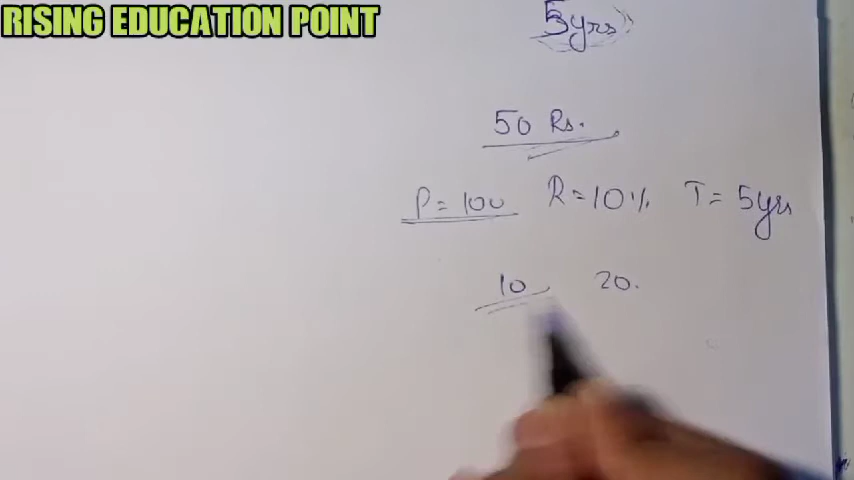 RISING EDUCATION POINT
5yrs
50 Rs.
P = 100 R = 10% T = 5yrs
10 20.